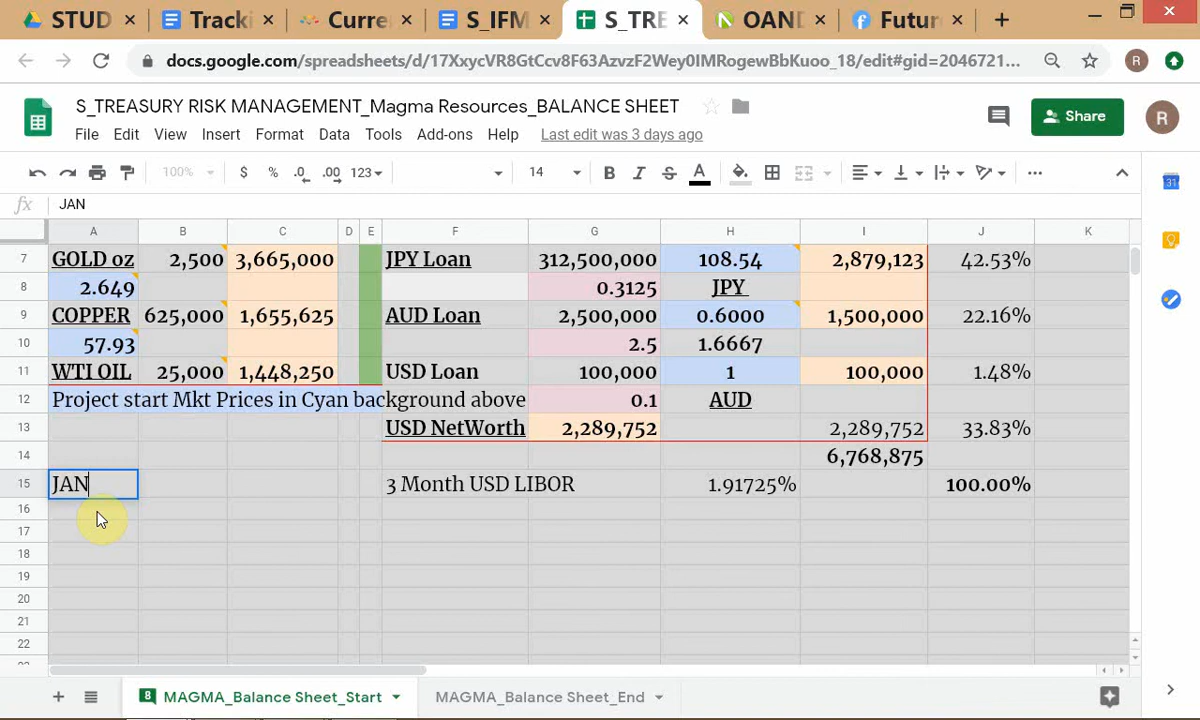 STUD × Tracki × Curre × S_IFM × S_TRE × OAND × Futur × +
docs.google.com/spreadsheets/d/17XxycVR8GtCcv8F63AzvzF2Wey0IMRogewBbKuoo_18/edit#gid=2046721... R
S_TREASURY RISK MANAGEMENT_Magma Resources_BALANCE SHEET
File Edit View Insert Format Data Tools Add-ons Help Last edit was 3 days ago
Share R
100% $ % .0 .00 123 14 B I S A
31
fx JAN
A B C D E F G H I J K
7 GOLD oz 2,500 3,665,000 JPY Loan 312,500,000 108.54 2,879,123 42.53%
8 2.649 0.3125 JPY
9 COPPER 625,000 1,655,625 AUD Loan 2,500,000 0.6000 1,500,000 22.16%
10 57.93 2.5 1.6667
11 WTI OIL 25,000 1,448,250 USD Loan 100,000 1 100,000 1.48%
12 Project start Mkt Prices in Cyan background above 0.1 AUD
13 USD NetWorth 2,289,752 2,289,752 33.83%
14 6,768,875
15 JAN 3 Month USD LIBOR 1.91725% 100.00%
16
17
18
19
20
21
22
+ 8 MAGMA_Balance Sheet_Start MAGMA_Balance Sheet_End